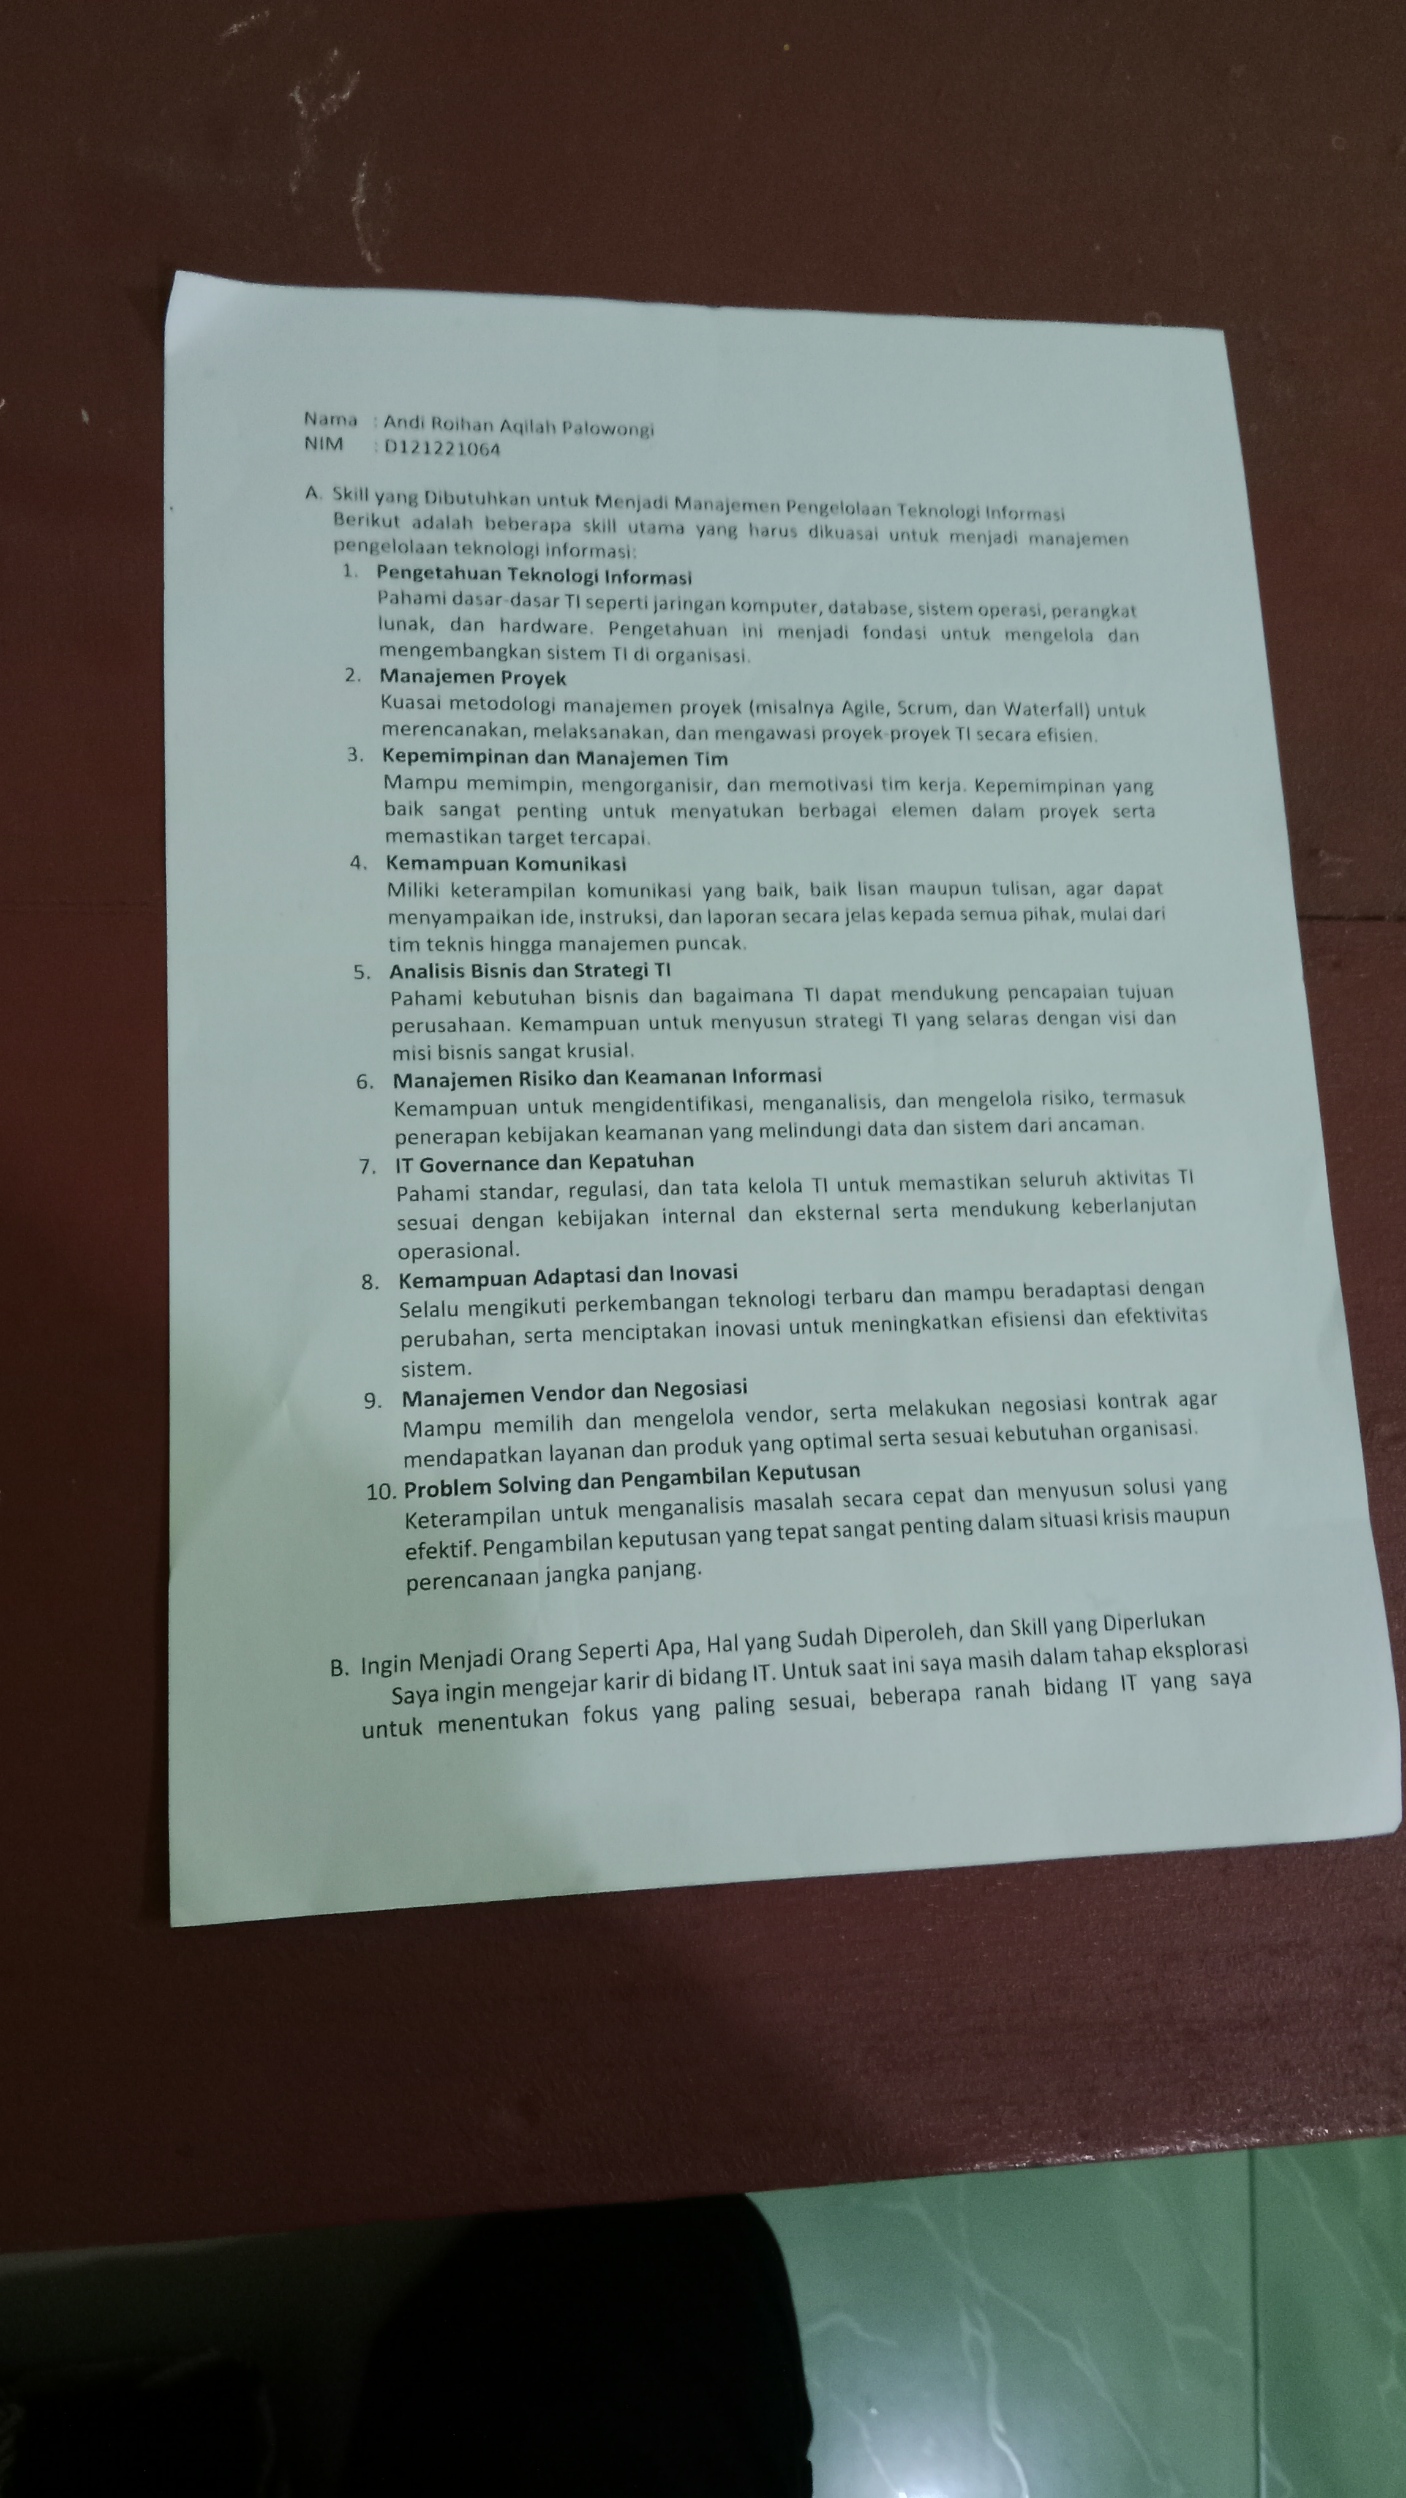 Nama : Andi Roihan Aqilah Palowongi
NIM : D121221064
A. Skill yang Dibutuhkan untuk Menjadi Manajemen Pengelolaan Teknologi Informasi
Berikut adalah beberapa skill utama yang harus dikuasai untuk menjadi manajemen
pengelolaan teknologi informasi:
1. Pengetahuan Teknologi Informasi
Pahami dasar-dasar TI seperti jaringan komputer, database, sistem operasi, perangkat
lunak, dan hardware. Pengetahuan ini menjadi fondasi untuk mengelola dan
mengembangkan sistem TI di organisasi.
2. Manajemen Proyek
Kuasai metodologi manajemen proyek (misalnya Agile, Scrum, dan Waterfall) untuk
merencanakan, melaksanakan, dan mengawasi proyek-proyek TI secara efisien.
3. Kepemimpinan dan Manajemen Tim
Mampu memimpin, mengorganisir, dan memotivasi tim kerja. Kepemimpinan yang
baik sangat penting untuk menyatukan berbagai elemen dalam proyek serta
memastikan target tercapai.
4. Kemampuan Komunikasi
Miliki keterampilan komunikasi yang baik, baik lisan maupun tulisan, agar dapat
menyampaikan ide, instruksi, dan laporan secara jelas kepada semua pihak, mulai dari
tim teknis hingga manajemen puncak.
5. Analisis Bisnis dan Strategi TI
Pahami kebutuhan bisnis dan bagaimana TI dapat mendukung pencapaian tujuan
perusahaan. Kemampuan untuk menyusun strategi TI yang selaras dengan visi dan
misi bisnis sangat krusial.
6. Manajemen Risiko dan Keamanan Informasi
Kemampuan untuk mengidentifikasi, menganalisis, dan mengelola risiko, termasuk
penerapan kebijakan keamanan yang melindungi data dan sistem dari ancaman.
7. IT Governance dan Kepatuhan
Pahami standar, regulasi, dan tata kelola TI untuk memastikan seluruh aktivitas TI
sesuai dengan kebijakan internal dan eksternal serta mendukung keberlanjutan
operasional.
8. Kemampuan Adaptasi dan Inovasi
Selalu mengikuti perkembangan teknologi terbaru dan mampu beradaptasi dengan
perubahan, serta menciptakan inovasi untuk meningkatkan efisiensi dan efektivitas
sistem.
9. Manajemen Vendor dan Negosiasi
Mampu memilih dan mengelola vendor, serta melakukan negosiasi kontrak agar
mendapatkan layanan dan produk yang optimal serta sesuai kebutuhan organisasi.
10. Problem Solving dan Pengambilan Keputusan
Keterampilan untuk menganalisis masalah secara cepat dan menyusun solusi yang
efektif. Pengambilan keputusan yang tepat sangat penting dalam situasi krisis maupun
perencanaan jangka panjang.
B. Ingin Menjadi Orang Seperti Apa, Hal yang Sudah Diperoleh, dan Skill yang Diperlukan
Saya ingin mengejar karir di bidang IT. Untuk saat ini saya masih dalam tahap eksplorasi
untuk menentukan fokus yang paling sesuai, beberapa ranah bidang IT yang saya